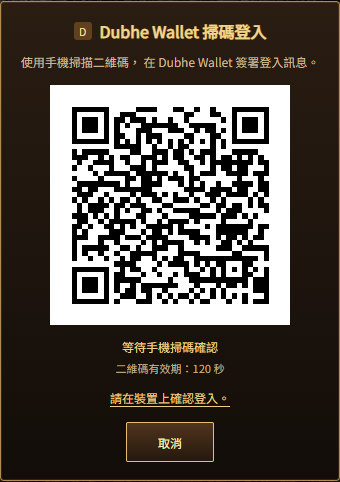 D Dubhe Wallet 掃碼登入
使用手機掃描二維碼， 在 Dubhe Wallet 簽署登入訊息。
等待手機掃碼確認
二維碼有效期：120 秒
請在裝置上確認登入。
取消